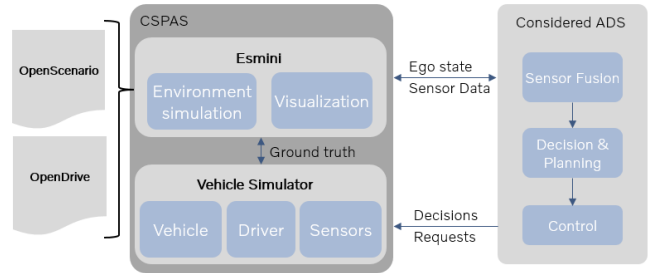 CSPAS
OpenScenario
OpenDrive
Esmini
Environment
simulation
Visualization
Ground truth
Vehicle Simulator
Vehicle
Driver
Sensors
Ego state
Sensor Data
Decisions
Requests
Considered ADS
Sensor Fusion
Decision &
Planning
Control